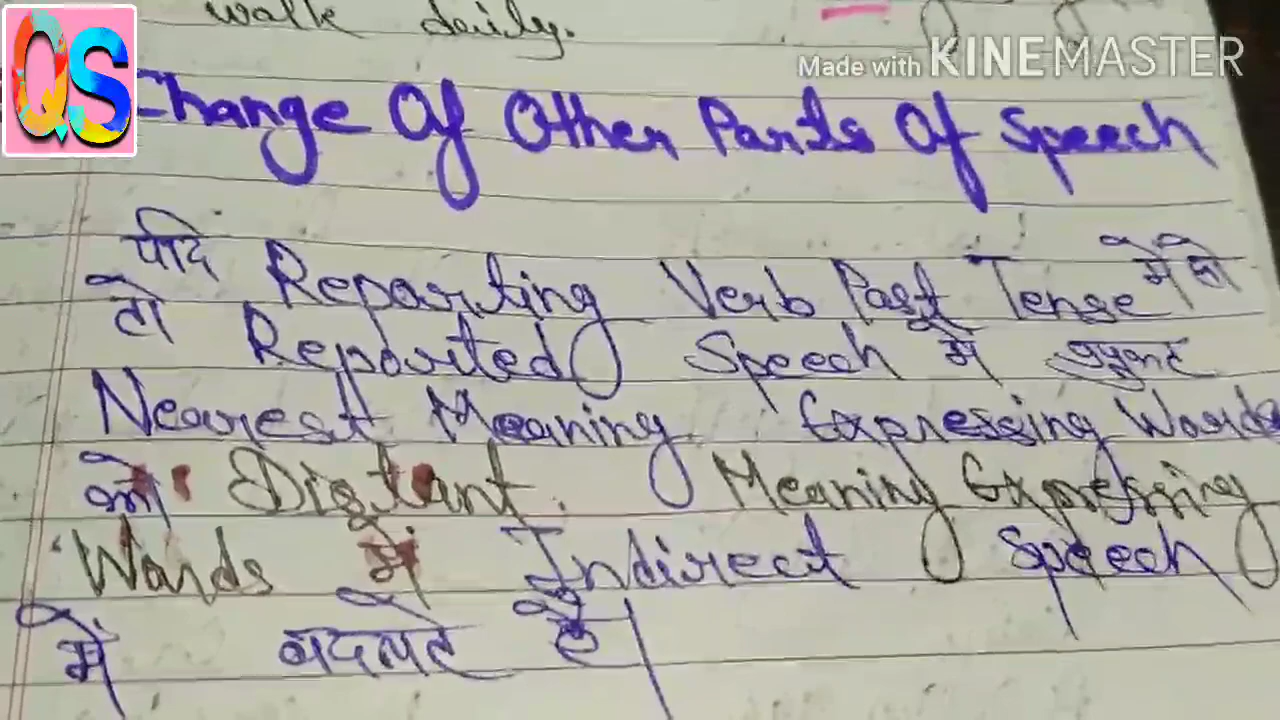 walk daily.
QS
Made with KINEMASTER
Change Of Other Parts Of Speech
यदि Reporting Verb Past Tense में हो
तो Reported Speech में प्रयुक्त
Nearest Meaning Expressing Words
को Distant Meaning Expressing
Words में Indirect Speech
में बदलते है।